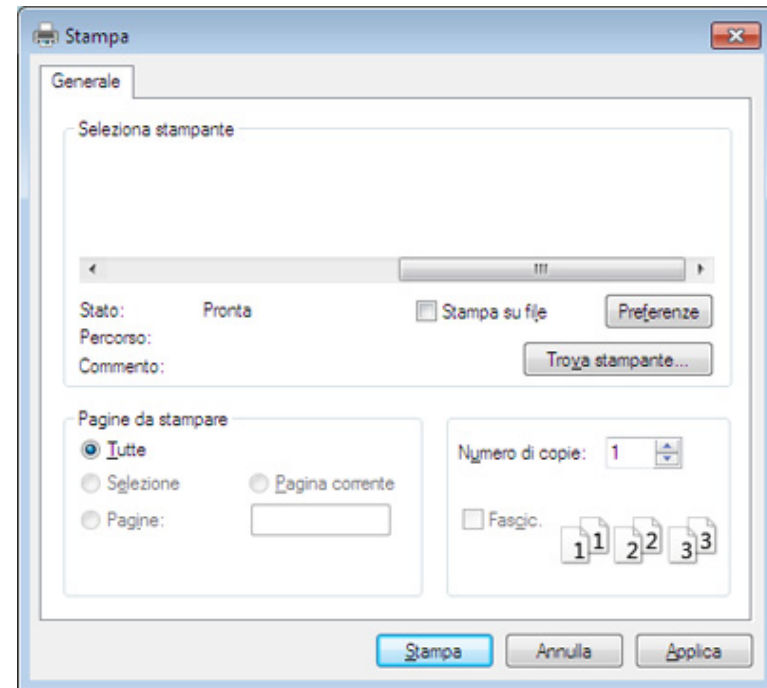 Stampa
Generale
Seleziona stampante
Stato: Pronta
Stampa su file
Preferenze
Percorso:
Commento:
Trova stampante...
Pagine da stampare
Tutte
Selezione
Pagina corrente
Pagine:
Numero di copie: 1
Fascic.
1 1 2 2 3 3
Stampa
Annulla
Applica